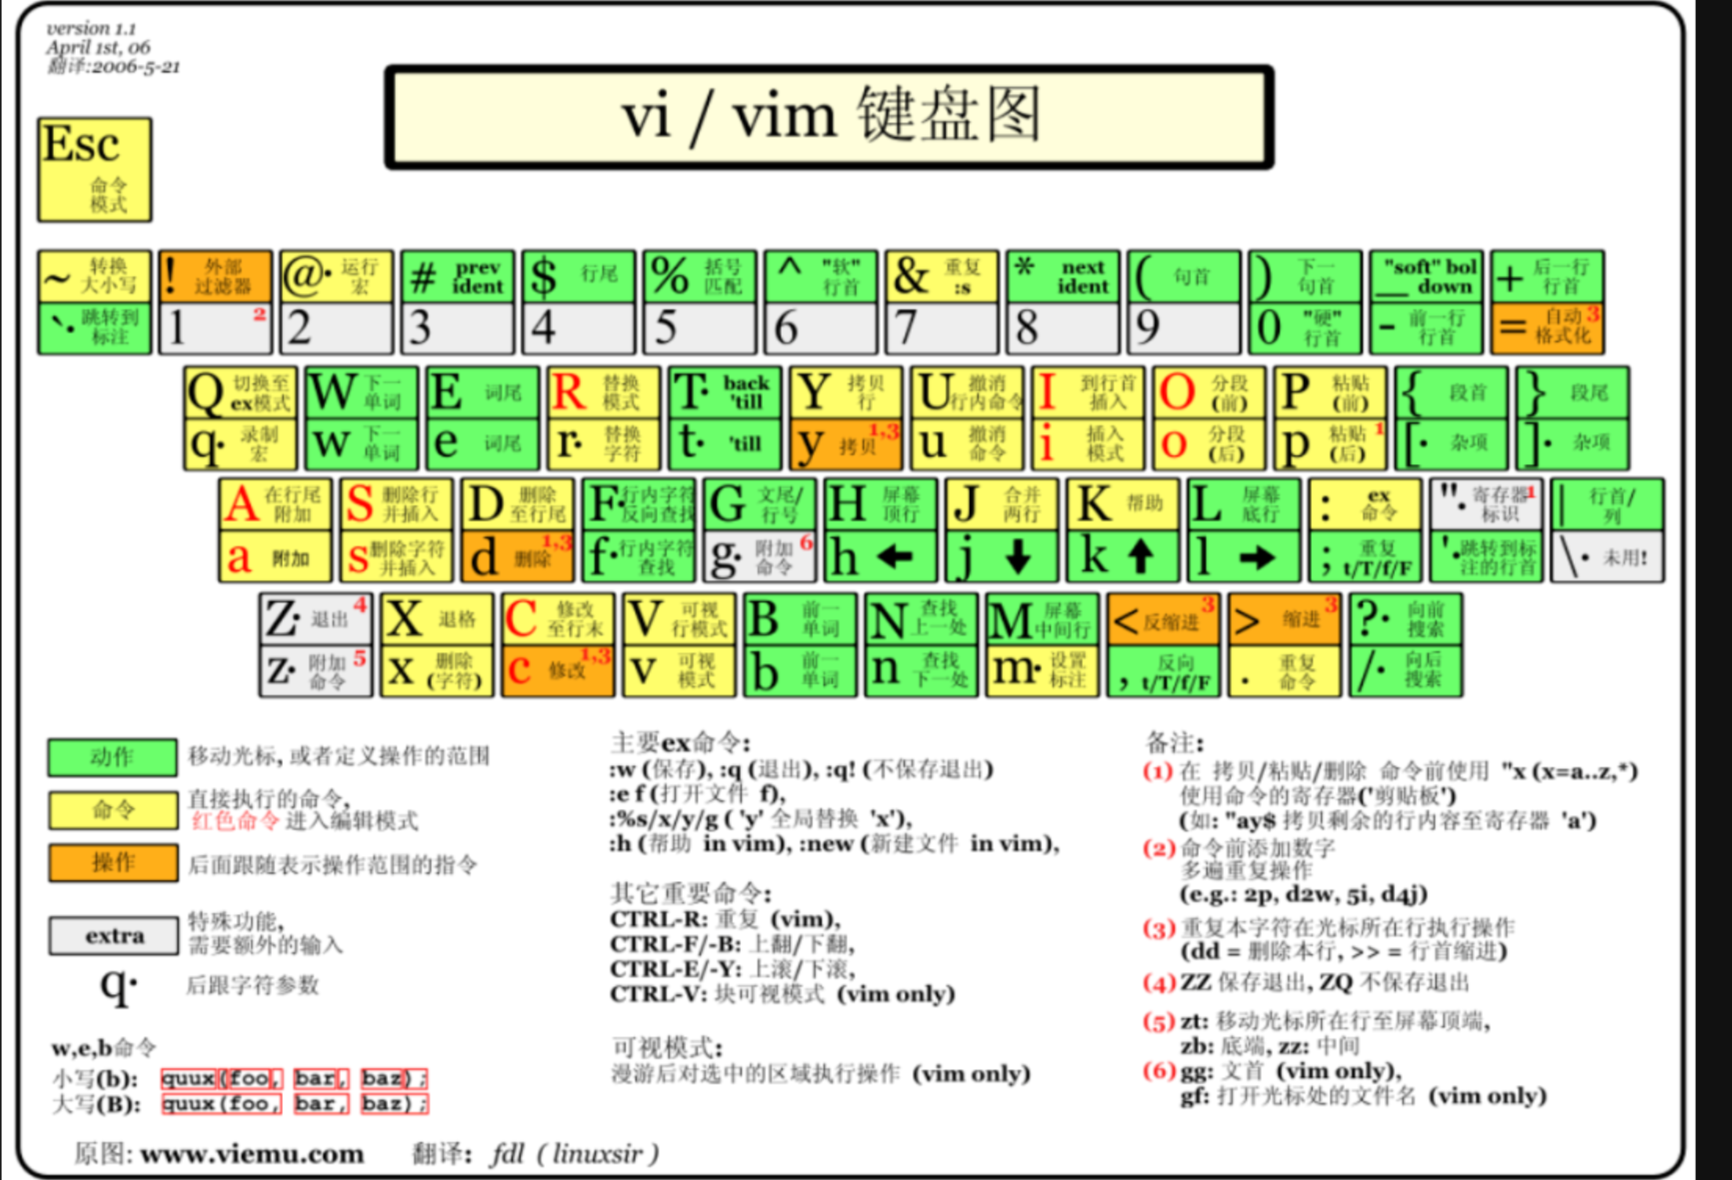 version 1.1
April 1st, 06
翻译:2006-5-21
vi / vim 键盘图
Esc
命令
模式
~ 转换
大小写
! 外部
过滤器
@· 运行
宏
# prev
ident
$ 行尾
% 括号
匹配
^ "软"
行首
& 重复
:s
* next
ident
( 句首
) 下一
句首
"soft" bol
_ down
+ 后一行
行首
`· 跳转到
标注
1 2
2
3
4
5
6
7
8
9
0 "硬"
行首
- 前一行
行首
= 自动 3
格式化
Q 切换至
ex模式
W 下一
单词
E 词尾
R 替换
模式
T· back
'till
Y 拷贝
行
U 撤消
行内命令
I 到行首
插入
O 分段
(前)
P 粘贴
(前)
{ 段首
} 段尾
q· 录制
宏
w 下一
单词
e 词尾
r· 替换
字符
t· 'till
y 拷贝 1,3
u 撤消
命令
i 插入
模式
o 分段
(后)
p 粘贴 1
(后)
[· 杂项
]· 杂项
A 在行尾
附加
S 删除行
并插入
D 删除
至行尾
F· 行内字符
反向查找
G 文尾/
行号
H 屏幕
顶行
J 合并
两行
K 帮助
L 屏幕
底行
: ex
命令
"· 寄存器 1
标识
| 行首/
列
a 附加
s 删除字符
并插入
d 删除 1,3
f· 行内字符
查找
g· 附加 6
命令
h ←
j ↓
k ↑
l →
; 重复
t/T/f/F
'· 跳转到标
注的行首
\· 未用!
Z· 退出 4
X 退格
C 修改
至行末
V 可视
行模式
B 前一
单词
N 查找
上一处
M 屏幕
中间行
< 反缩进 3
> 缩进 3
?· 向前
搜索
z· 附加 5
命令
x 删除
(字符)
c 修改 1,3
v 可视
模式
b 前一
单词
n 查找
下一处
m· 设置
标注
, 反向
t/T/f/F
. 重复
命令
/· 向后
搜索
动作 移动光标, 或者定义操作的范围
命令 直接执行的命令,
红色命令 进入编辑模式
操作 后面跟随表示操作范围的指令
extra 特殊功能,
需要额外的输入
q· 后跟字符参数
w,e,b命令
小写(b): quux(foo, bar, baz);
大写(B): quux(foo, bar, baz);
原图: www.viemu.com 翻译: fdl ( linuxsir )
主要ex命令:
:w (保存), :q (退出), :q! (不保存退出)
:e f (打开文件 f),
:%s/x/y/g ( 'y' 全局替换 'x'),
:h (帮助 in vim), :new (新建文件 in vim),
其它重要命令:
CTRL-R: 重复 (vim),
CTRL-F/-B: 上翻/下翻,
CTRL-E/-Y: 上滚/下滚,
CTRL-V: 块可视模式 (vim only)
可视模式:
漫游后对选中的区域执行操作 (vim only)
备注:
(1) 在 拷贝/粘贴/删除 命令前使用 "x (x=a..z,*)
使用命令的寄存器('剪贴板')
(如: "ay$ 拷贝剩余的行内容至寄存器 'a')
(2) 命令前添加数字
多遍重复操作
(e.g.: 2p, d2w, 5i, d4j)
(3) 重复本字符在光标所在行执行操作
(dd = 删除本行, >> = 行首缩进)
(4) ZZ 保存退出, ZQ 不保存退出
(5) zt: 移动光标所在行至屏幕顶端,
zb: 底端, zz: 中间
(6) gg: 文首 (vim only),
gf: 打开光标处的文件名 (vim only)